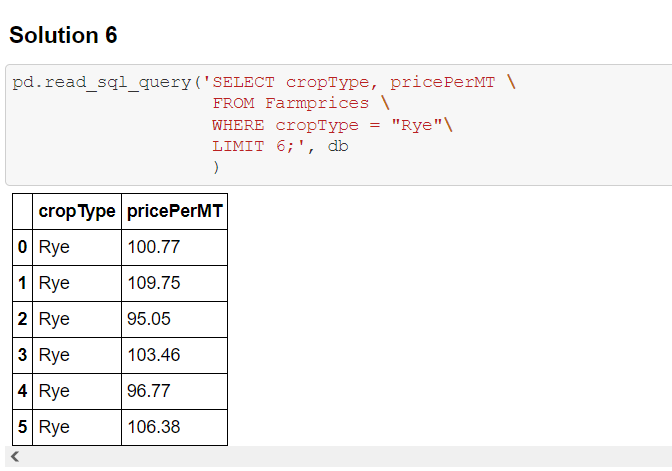 Solution 6
pd.read_sql_query('SELECT cropType, pricePerMT \
FROM Farmprices \
WHERE cropType = "Rye"\
LIMIT 6;', db
)
cropType pricePerMT
0 Rye 100.77
1 Rye 109.75
2 Rye 95.05
3 Rye 103.46
4 Rye 96.77
5 Rye 106.38